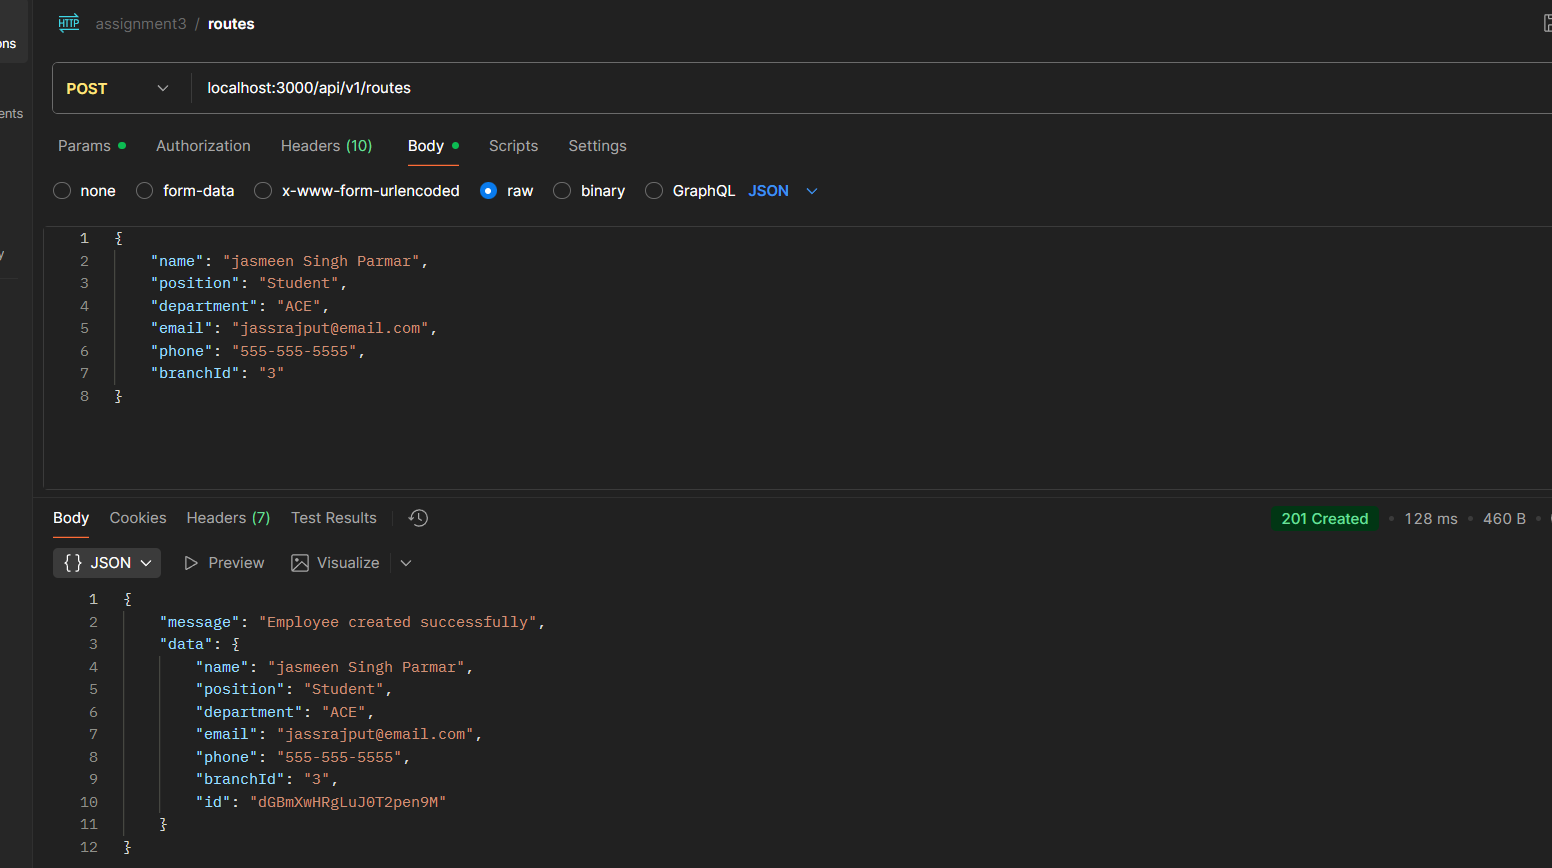 HTTP assignment3 / routes
ons
POST localhost:3000/api/v1/routes
ents
Params Authorization Headers (10) Body Scripts Settings
none form-data x-www-form-urlencoded raw binary GraphQL JSON
1 {
2 "name": "jasmeen Singh Parmar",
y
3 "position": "Student",
4 "department": "ACE",
5 "email": "jassrajput@email.com",
6 "phone": "555-555-5555",
7 "branchId": "3"
8 }
Body Cookies Headers (7) Test Results 201 Created • 128 ms • 460 B •
{} JSON Preview Visualize
1 {
2 "message": "Employee created successfully",
3 "data": {
4 "name": "jasmeen Singh Parmar",
5 "position": "Student",
6 "department": "ACE",
7 "email": "jassrajput@email.com",
8 "phone": "555-555-5555",
9 "branchId": "3",
10 "id": "dGBmXwHRgLuJ0T2pen9M"
11 }
12 }